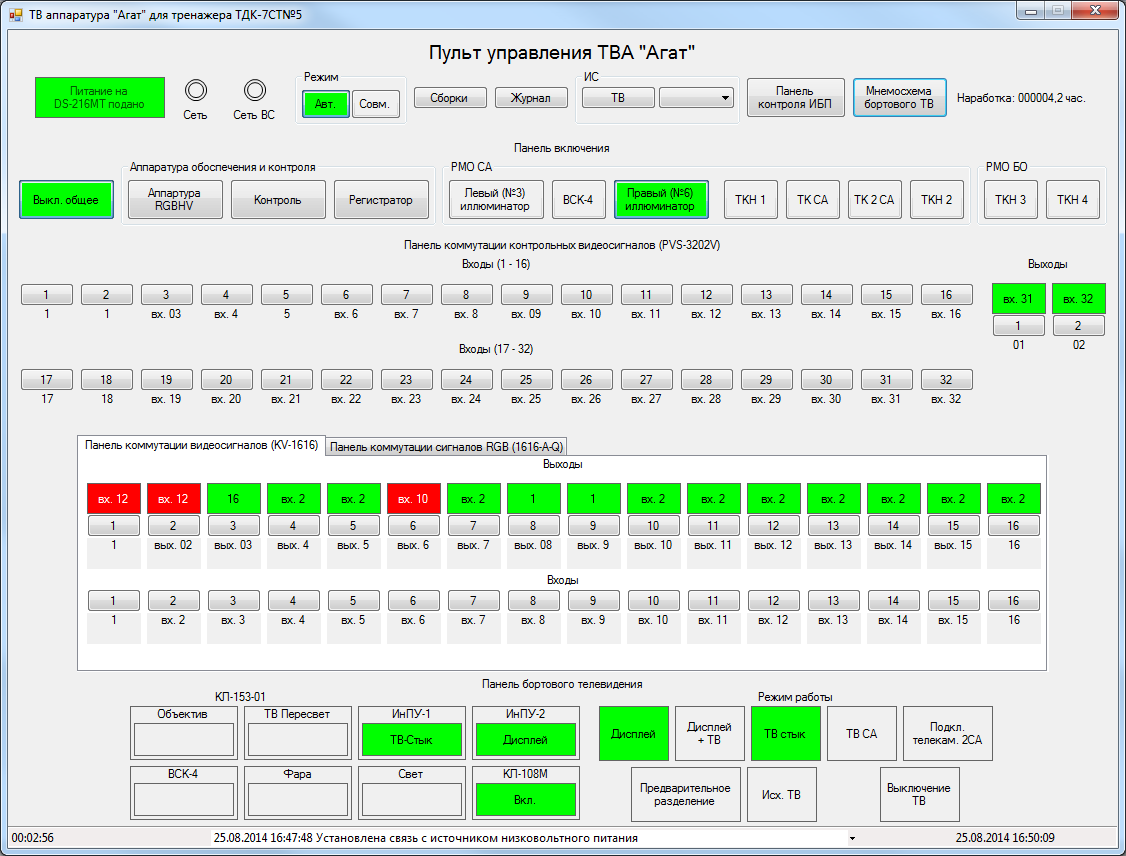 ТВ аппаратура "Агат" для тренажера ТДК-7СТ№5
Пульт управления ТВА "Агат"
Питание на
DS-216МТ подано
Сеть
Сеть ВС
Режим
Авт.
Совм.
Сборки
Журнал
ИС
ТВ
Панель
контроля ИБП
Мнемосхема
бортового ТВ
Наработка: 000004,2 час.
Панель включения
Выкл. общее
Аппаратура обоспечения и контроля
Аппартура
RGBHV
Контроль
Регистратор
РМО СА
Левый (№3)
иллюминатор
ВСК-4
Правый (№6)
иллюминатор
ТКН 1
ТК СА
ТК 2 СА
ТКН 2
РМО БО
ТКН 3
ТКН 4
Панель коммутации контрольных видеосигналов (PVS-3202V)
Входы (1 - 16)
Выходы
1 2 3 4 5 6 7 8 9 10 11 12 13 14 15 16
1 1 вх. 03 вх. 4 5 вх. 6 вх. 7 вх. 8 вх. 09 вх. 10 вх. 11 вх. 12 вх. 13 вх. 14 вх. 15 вх. 16
вх. 31 вх. 32
1 2
01 02
Входы (17 - 32)
17 18 19 20 21 22 23 24 25 26 27 28 29 30 31 32
17 18 вх. 19 вх. 20 вх. 21 вх. 22 вх. 23 вх. 24 вх. 25 вх. 26 вх. 27 вх. 28 вх. 29 вх. 30 вх. 31 вх. 32
Панель коммутации видеосигналов (KV-1616)
Панель коммутации сигналов RGB (1616-A-Q)
Выходы
вх. 12 вх. 12 16 вх. 2 вх. 2 вх. 10 вх. 2 1 1 вх. 2 вх. 2 вх. 2 вх. 2 вх. 2 вх. 2 вх. 2
1 2 3 4 5 6 7 8 9 10 11 12 13 14 15 16
1 вых. 02 вых. 03 вых. 4 вых. 5 вых. 6 вых. 7 вых. 08 вых. 9 вых. 10 вых. 11 вых. 12 вых. 13 вых. 14 вых. 15 16
Входы
1 2 3 4 5 6 7 8 9 10 11 12 13 14 15 16
1 вх. 2 вх. 3 вх. 4 вх. 5 вх. 6 вх. 7 вх. 8 вх. 9 вх. 10 вх. 11 вх. 12 вх. 13 вх. 14 вх. 15 16
Панель бортового телевидения
КЛ-153-01
Режим работы
Объектив
ТВ Пересвет
ИнПУ-1
ТВ-Стык
ИнПУ-2
Дисплей
Дисплей
Дисплей
+ ТВ
ТВ стык
ТВ СА
Подкл.
телекам. 2СА
ВСК-4
Фара
Свет
КЛ-108М
Вкл.
Предварительное
разделение
Исх. ТВ
Выключение
ТВ
00:02:56
25.08.2014 16:47:48 Установлена связь с источником низковольтного питания
25.08.2014 16:50:09